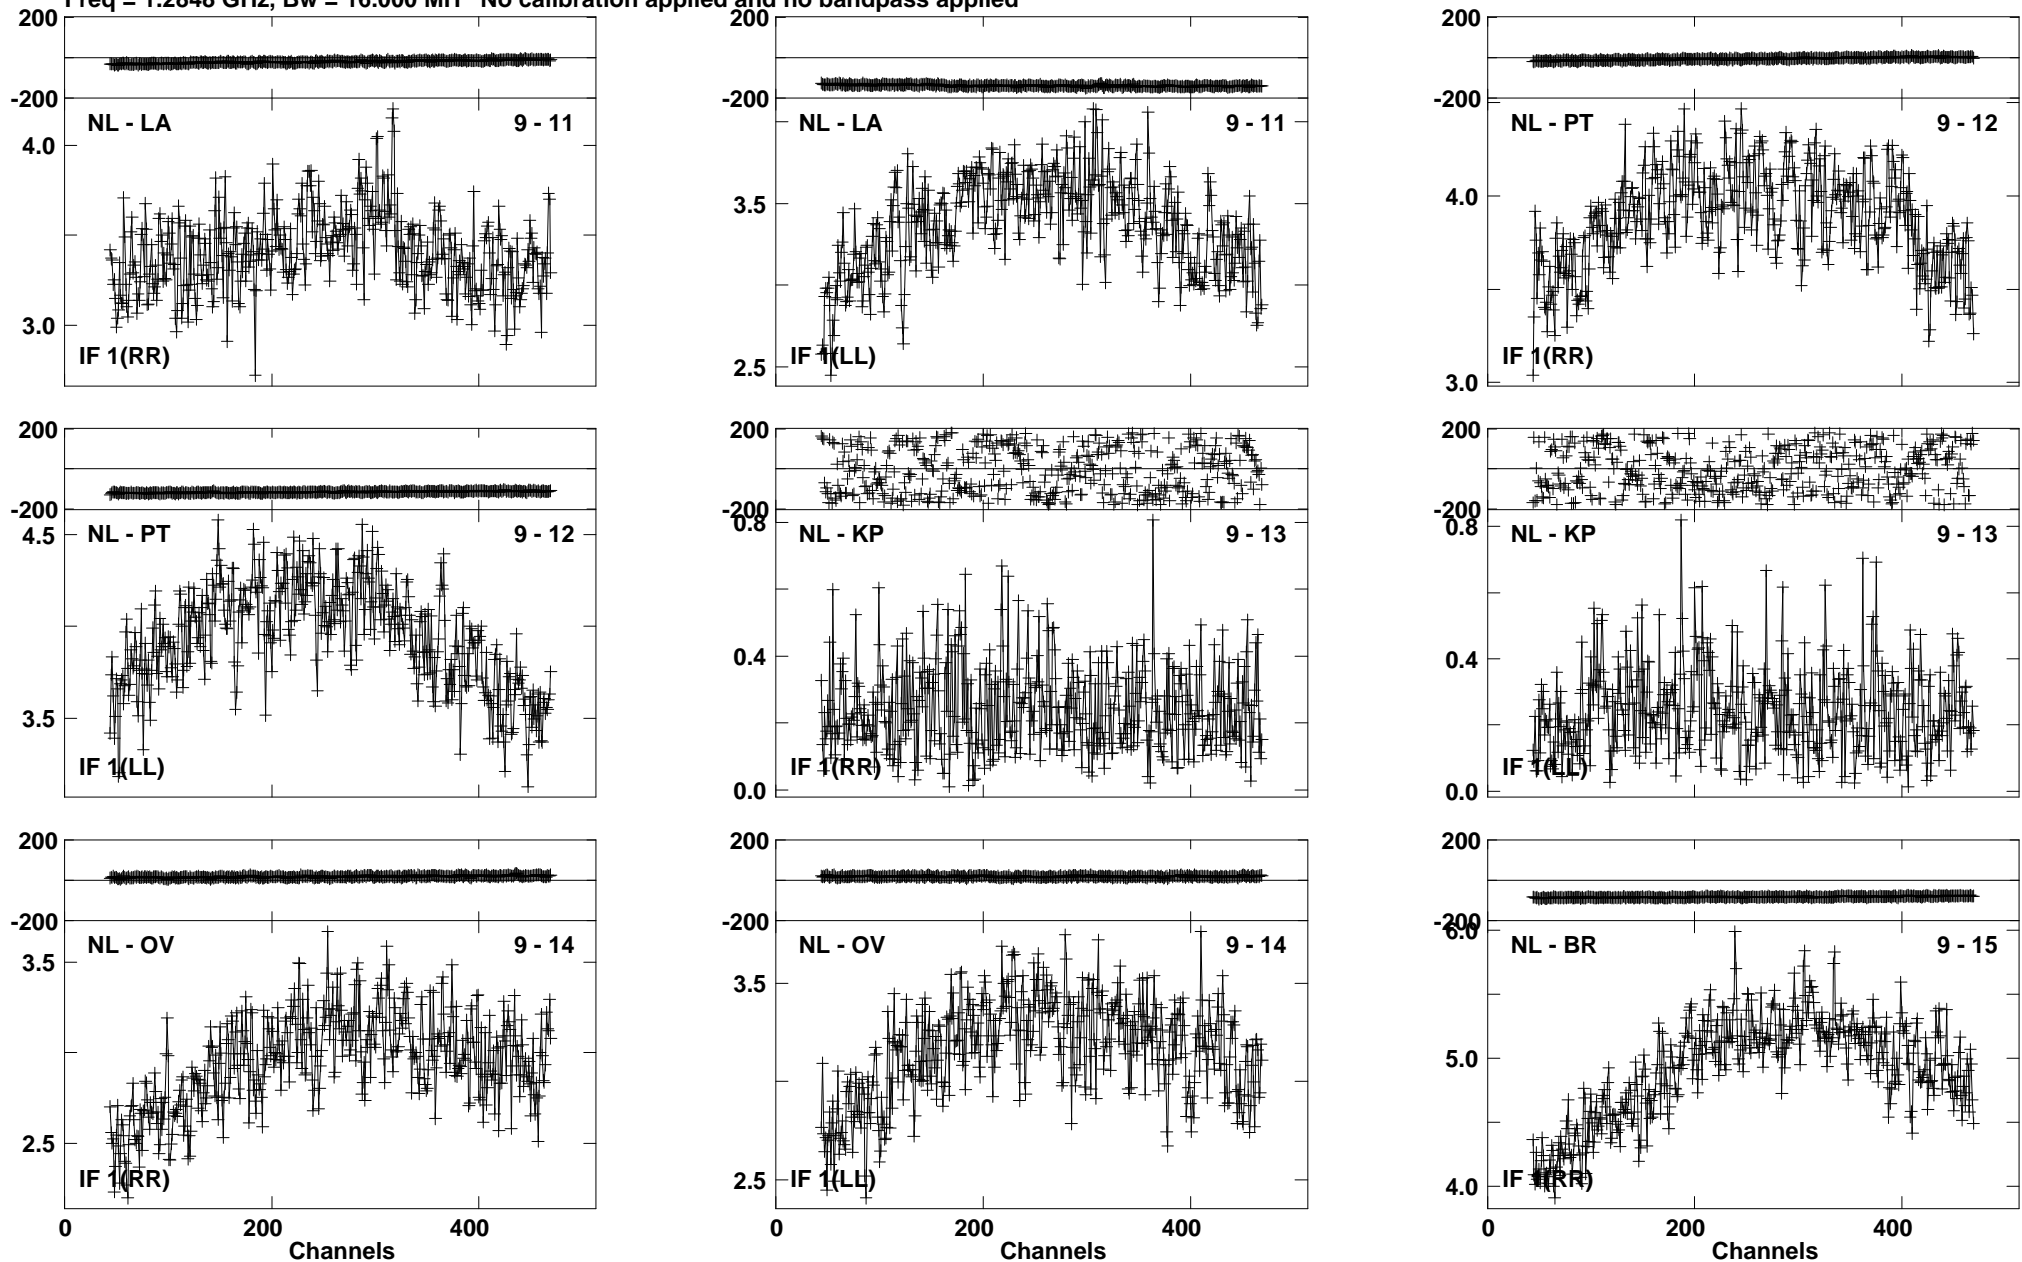 Freq = 1.2848 GHz, Bw = 16.000 MH No calibration applied and no bandpass applied
200
-200
NL - LA 9 - 11
4.0
3.0
IF 1(RR)
200
-200
NL - LA 9 - 11
3.5
2.5
IF 1(LL)
200
-200
NL - PT 9 - 12
4.0
3.0
IF 1(RR)
200
-200
NL - PT 9 - 12
4.5
3.5
IF 1(LL)
200
-200
NL - KP 9 - 13
0.8
0.4
0.0
IF 1(RR)
200
-200
NL - KP 9 - 13
0.8
0.4
0.0
IF 1(LL)
200
-200
NL - OV 9 - 14
3.5
2.5
IF 1(RR)
0 200 400
Channels
200
-200
NL - OV 9 - 14
3.5
2.5
IF 1(LL)
200
-200
NL - BR 9 - 15
6.0
5.0
4.0
IF 1(RR)
0 200 400
Channels